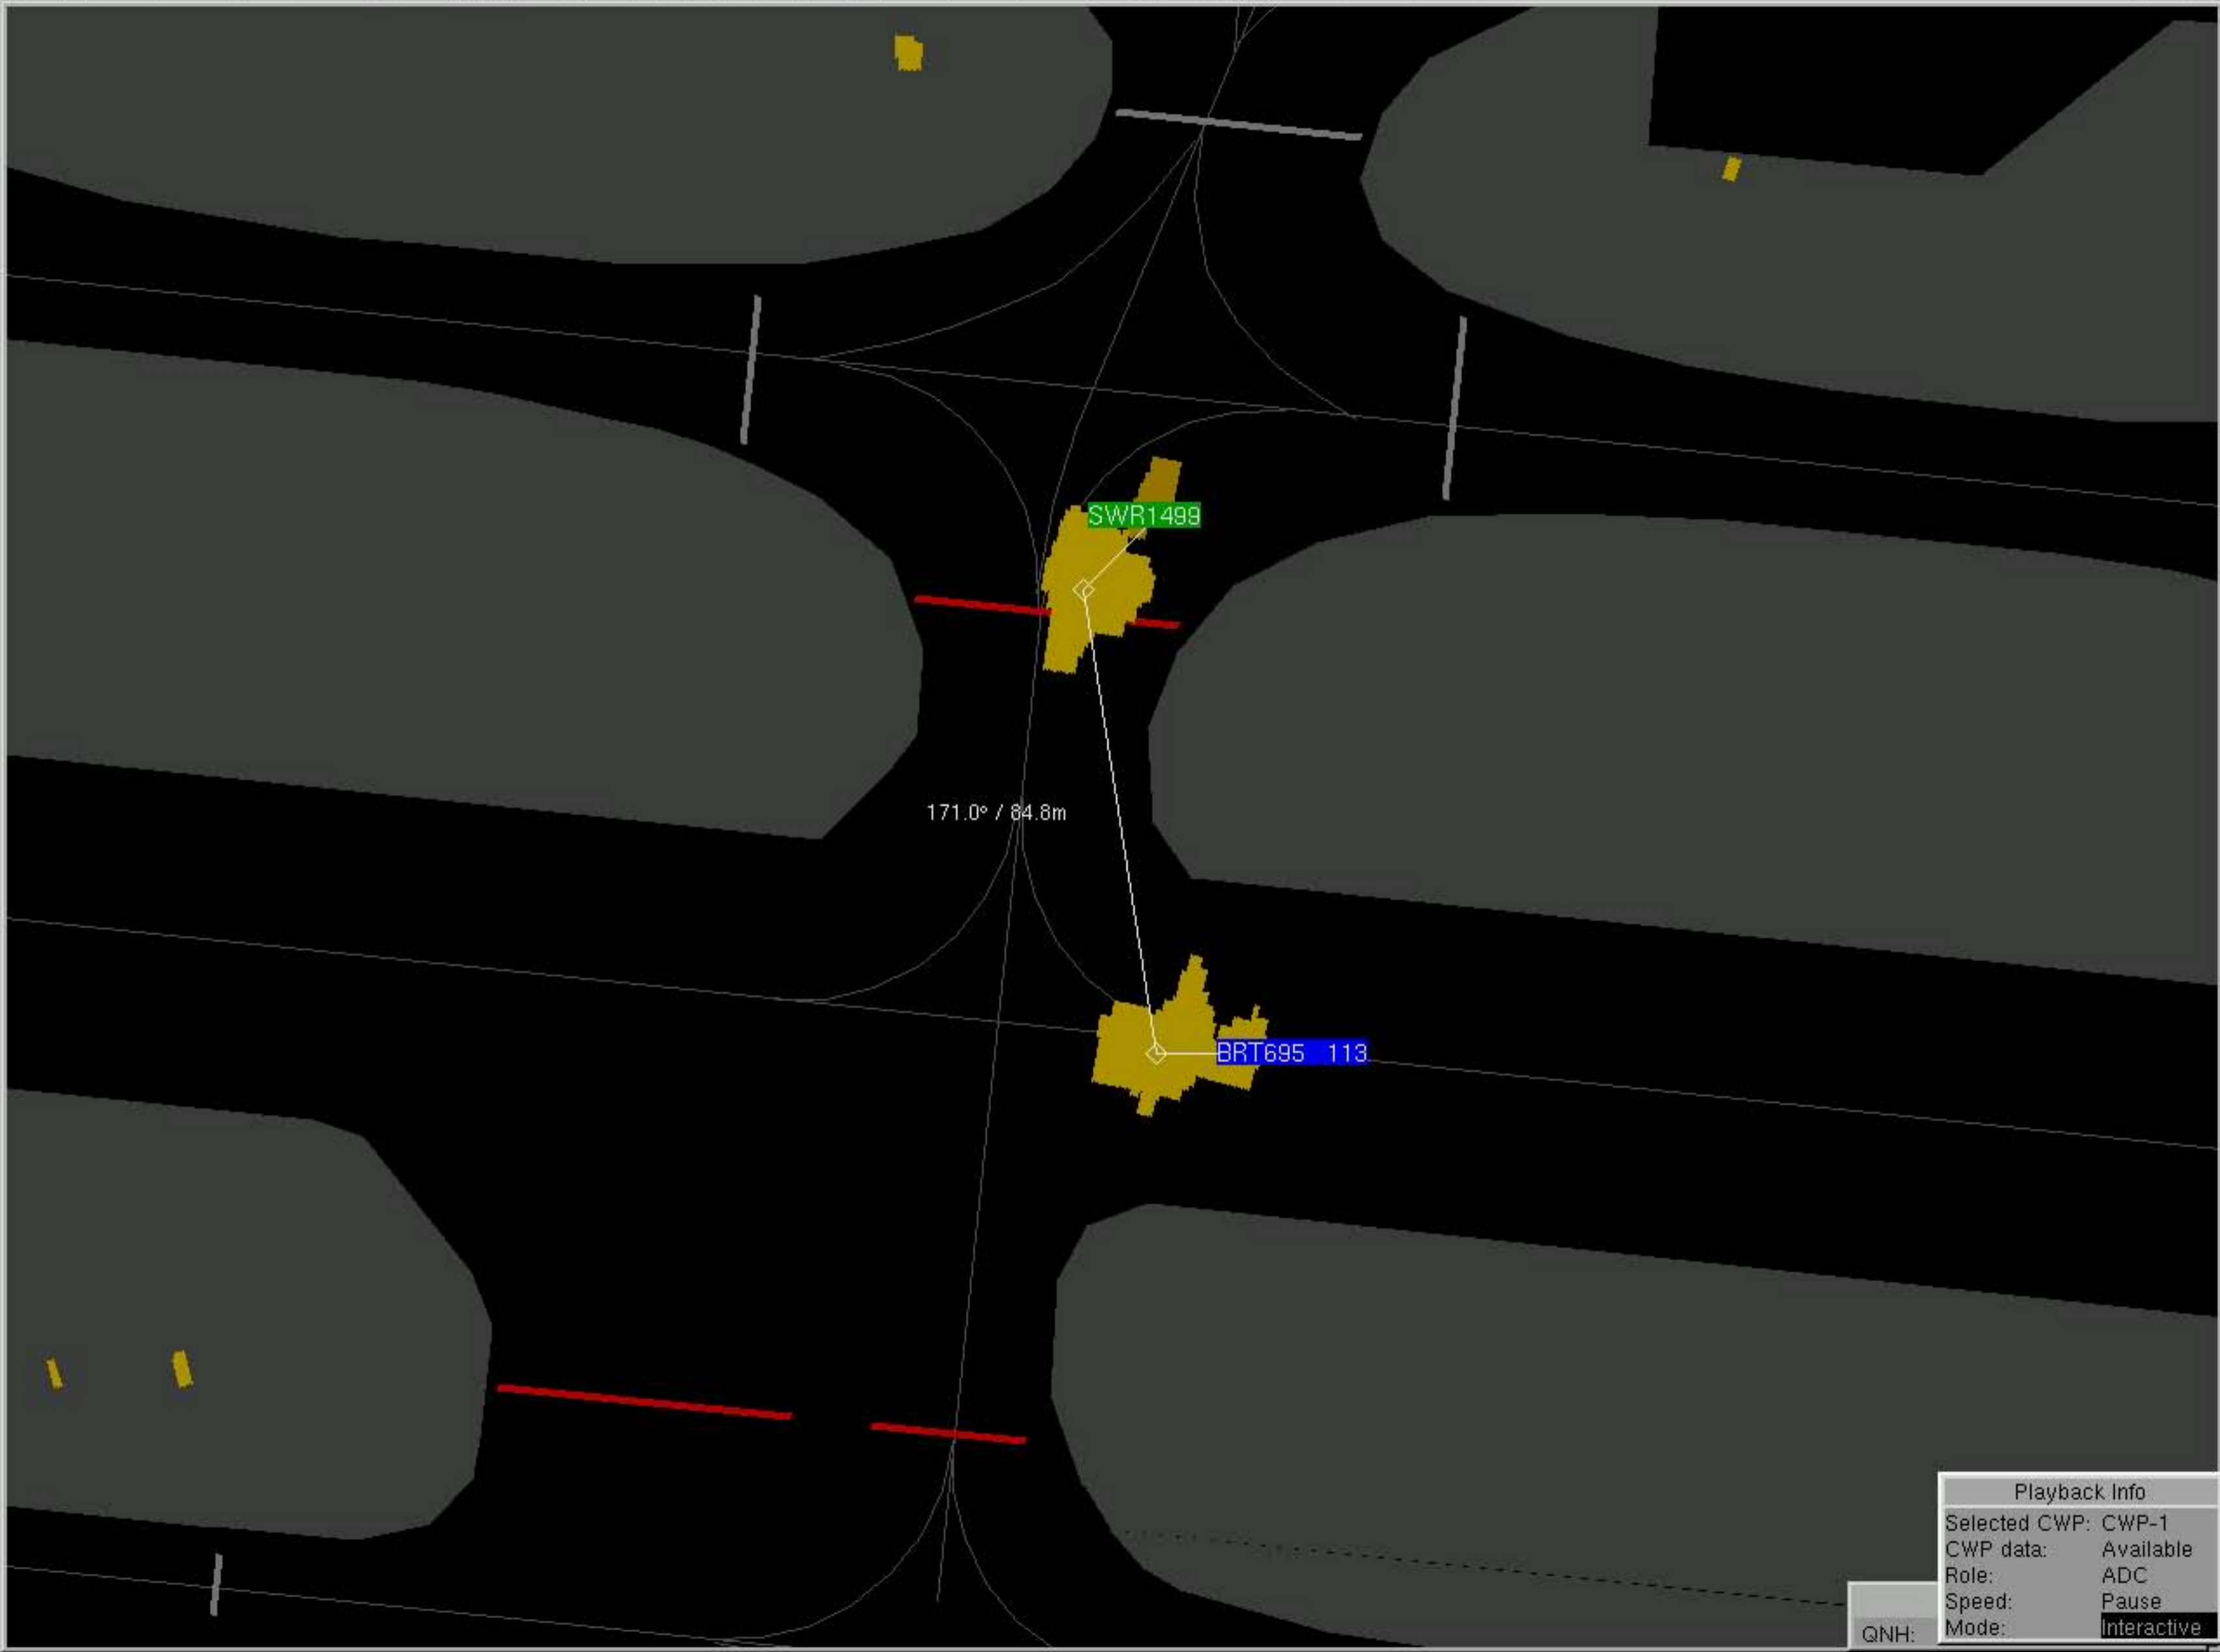 SWR1499
171.0º / 84.8m
BRT695 113
Playback Info
Selected CWP: CWP-1
CWP data: Available
Role: ADC
Speed: Pause
Mode: Interactive
QNH: